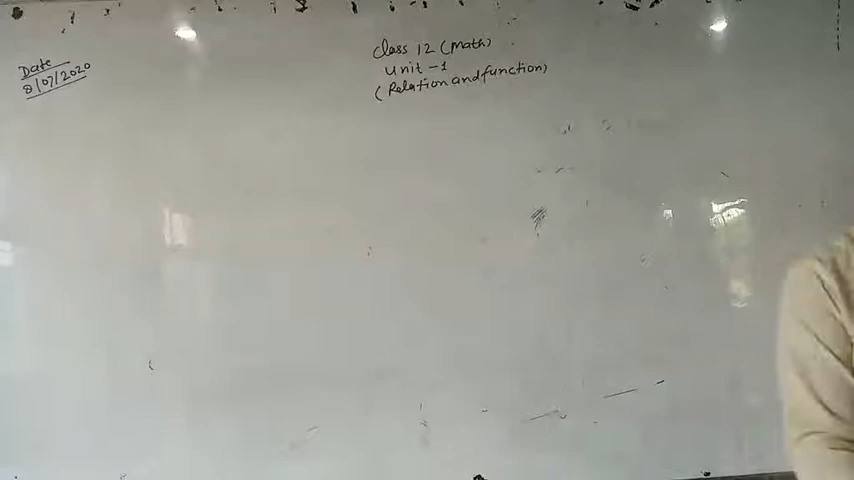 Date
8/07/2020
Class 12 (Math)
Unit -1
(Relation and function)